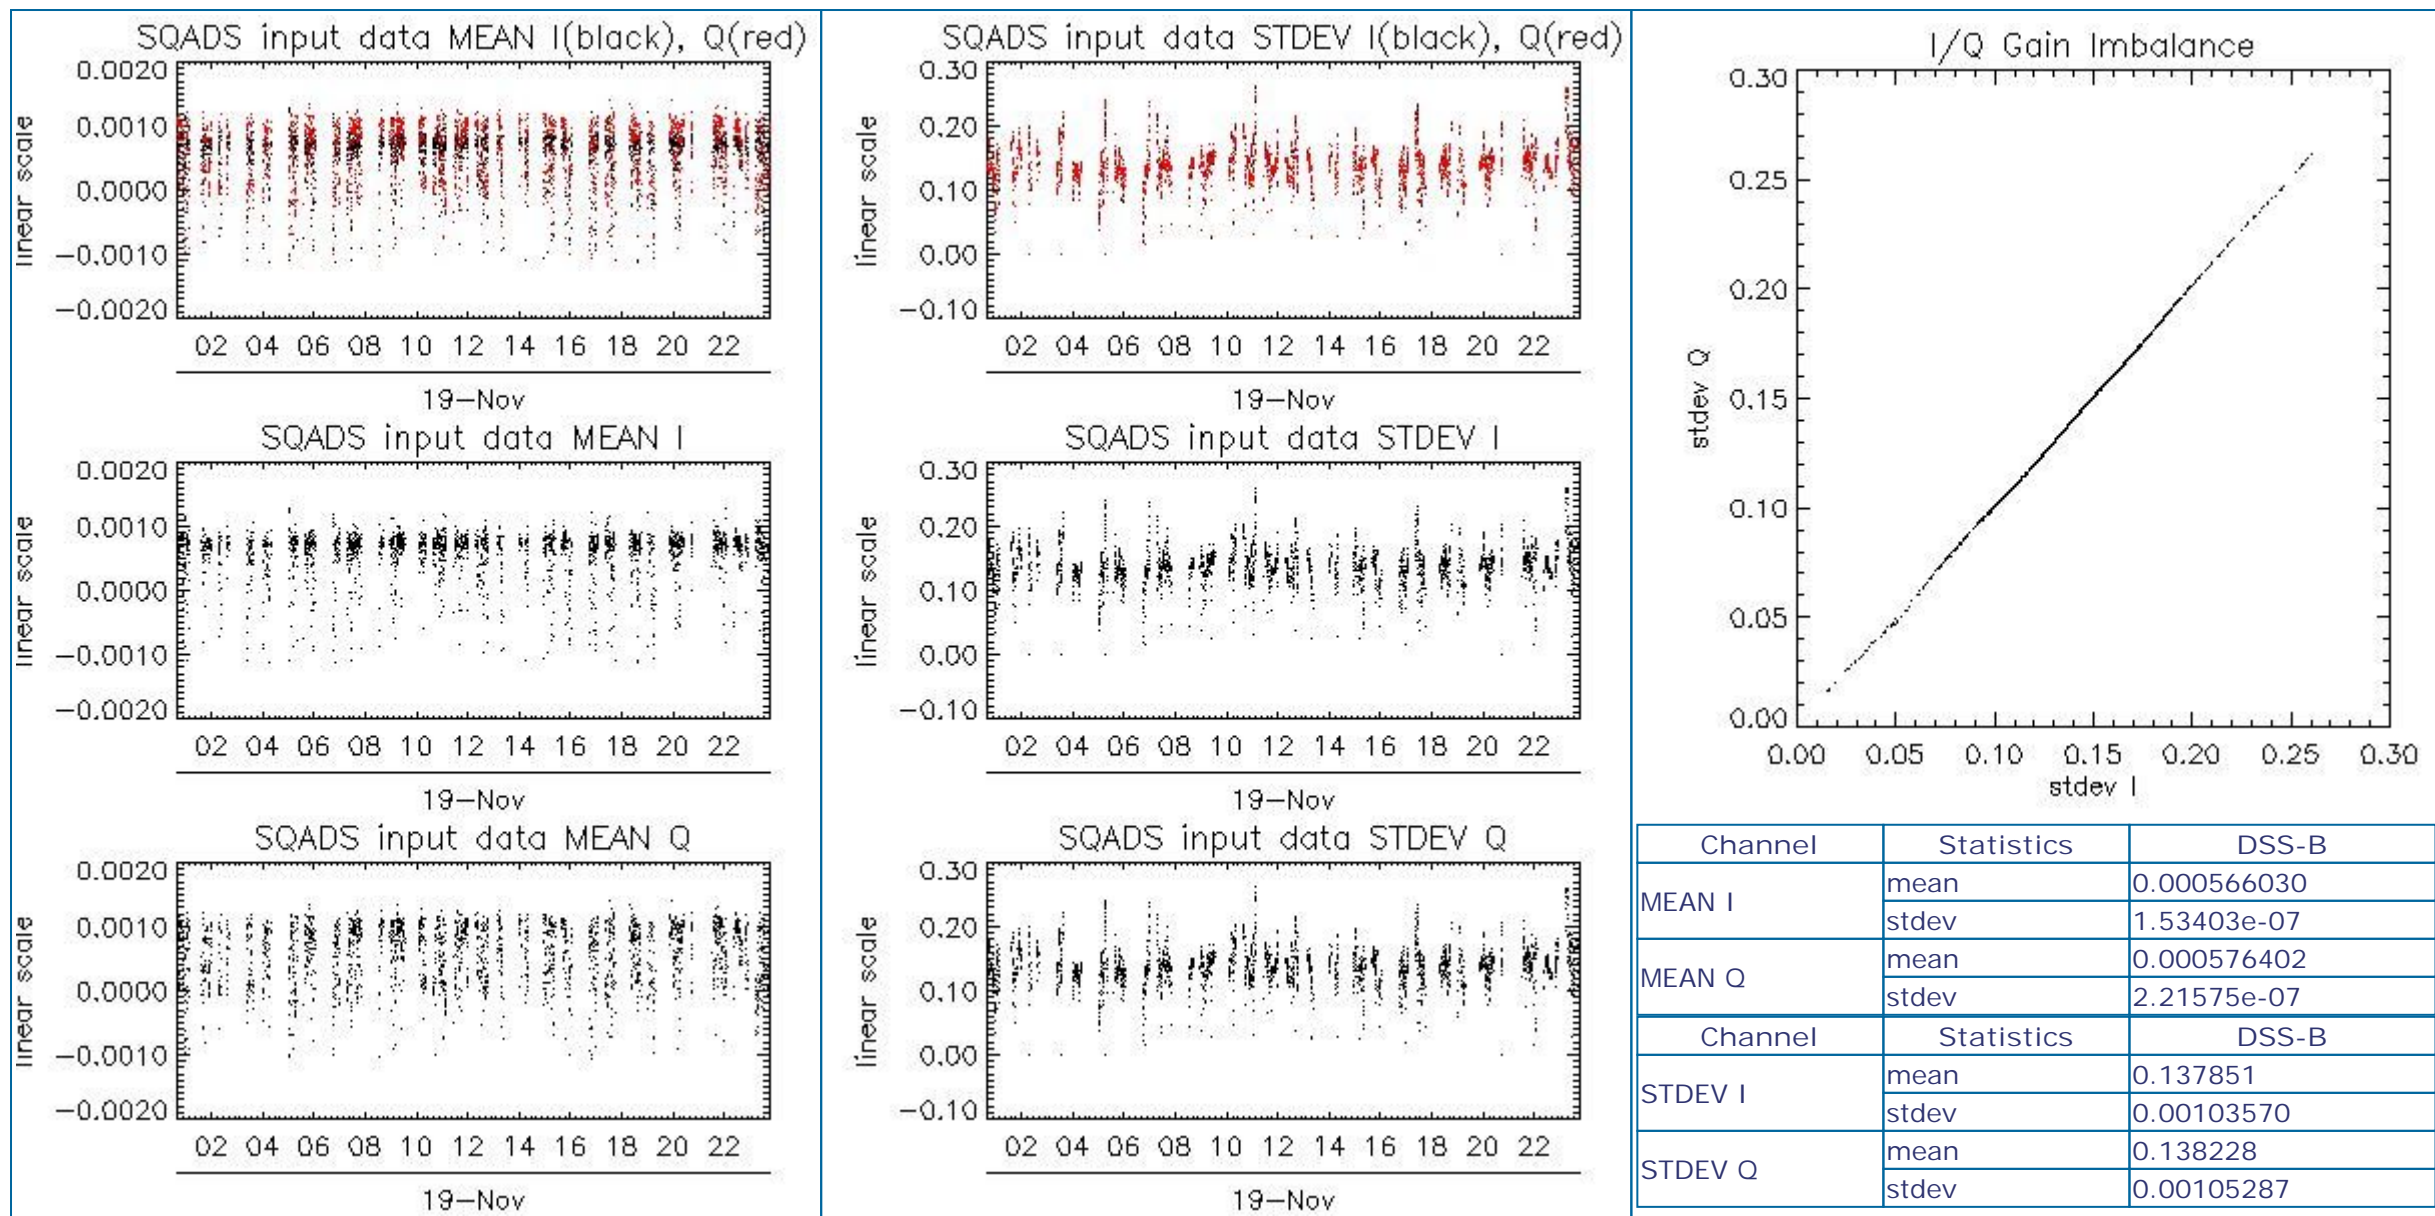 SQADS input data MEAN I(black), Q(red)
0.0020
0.0010
0.0000
−0.0010
−0.0020
linear scale
02 04 06 08 10 12 14 16 18 20 22
19−Nov
SQADS input data MEAN I
0.0020
0.0010
0.0000
−0.0010
−0.0020
linear scale
02 04 06 08 10 12 14 16 18 20 22
19−Nov
SQADS input data MEAN Q
0.0020
0.0010
0.0000
−0.0010
−0.0020
linear scale
02 04 06 08 10 12 14 16 18 20 22
19−Nov
SQADS input data STDEV I(black), Q(red)
0.30
0.20
0.10
0.00
−0.10
linear scale
02 04 06 08 10 12 14 16 18 20 22
19−Nov
SQADS input data STDEV I
0.30
0.20
0.10
0.00
−0.10
linear scale
02 04 06 08 10 12 14 16 18 20 22
19−Nov
SQADS input data STDEV Q
0.30
0.20
0.10
0.00
−0.10
linear scale
02 04 06 08 10 12 14 16 18 20 22
19−Nov
I/Q Gain Imbalance
0.30
0.25
0.20
0.15
0.10
0.05
0.00
stdev Q
0.00 0.05 0.10 0.15 0.20 0.25 0.30
stdev I
Channel Statistics DSS-B
MEAN I mean 0.000566030
stdev 1.53403e-07
MEAN Q mean 0.000576402
stdev 2.21575e-07
Channel Statistics DSS-B
STDEV I mean 0.137851
stdev 0.00103570
STDEV Q mean 0.138228
stdev 0.00105287